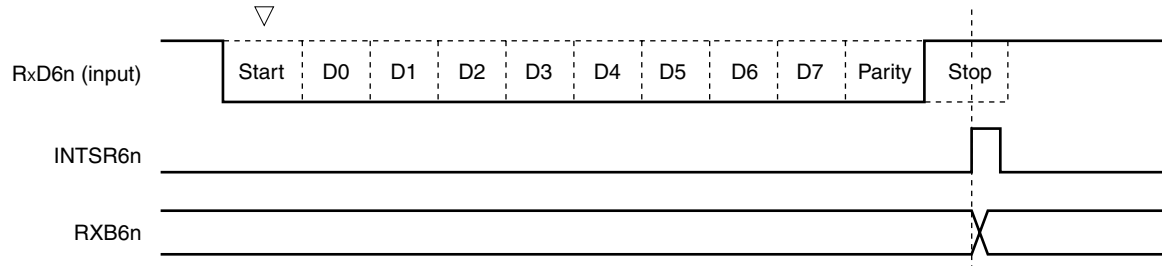 RxD6n (input) Start D0 D1 D2 D3 D4 D5 D6 D7 Parity Stop
INTSR6n
RXB6n